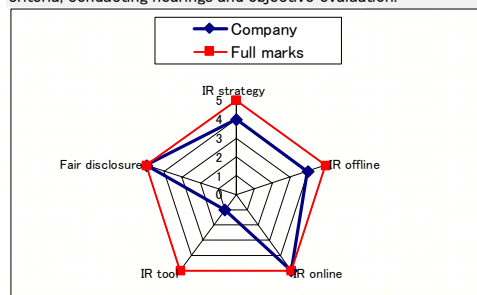 criteria, conducting hearings and objective evaluation.
Company
Full marks
IR strategy
5
4
3
2
1
0
Fair disclosure
IR offline
IR tool
IR online